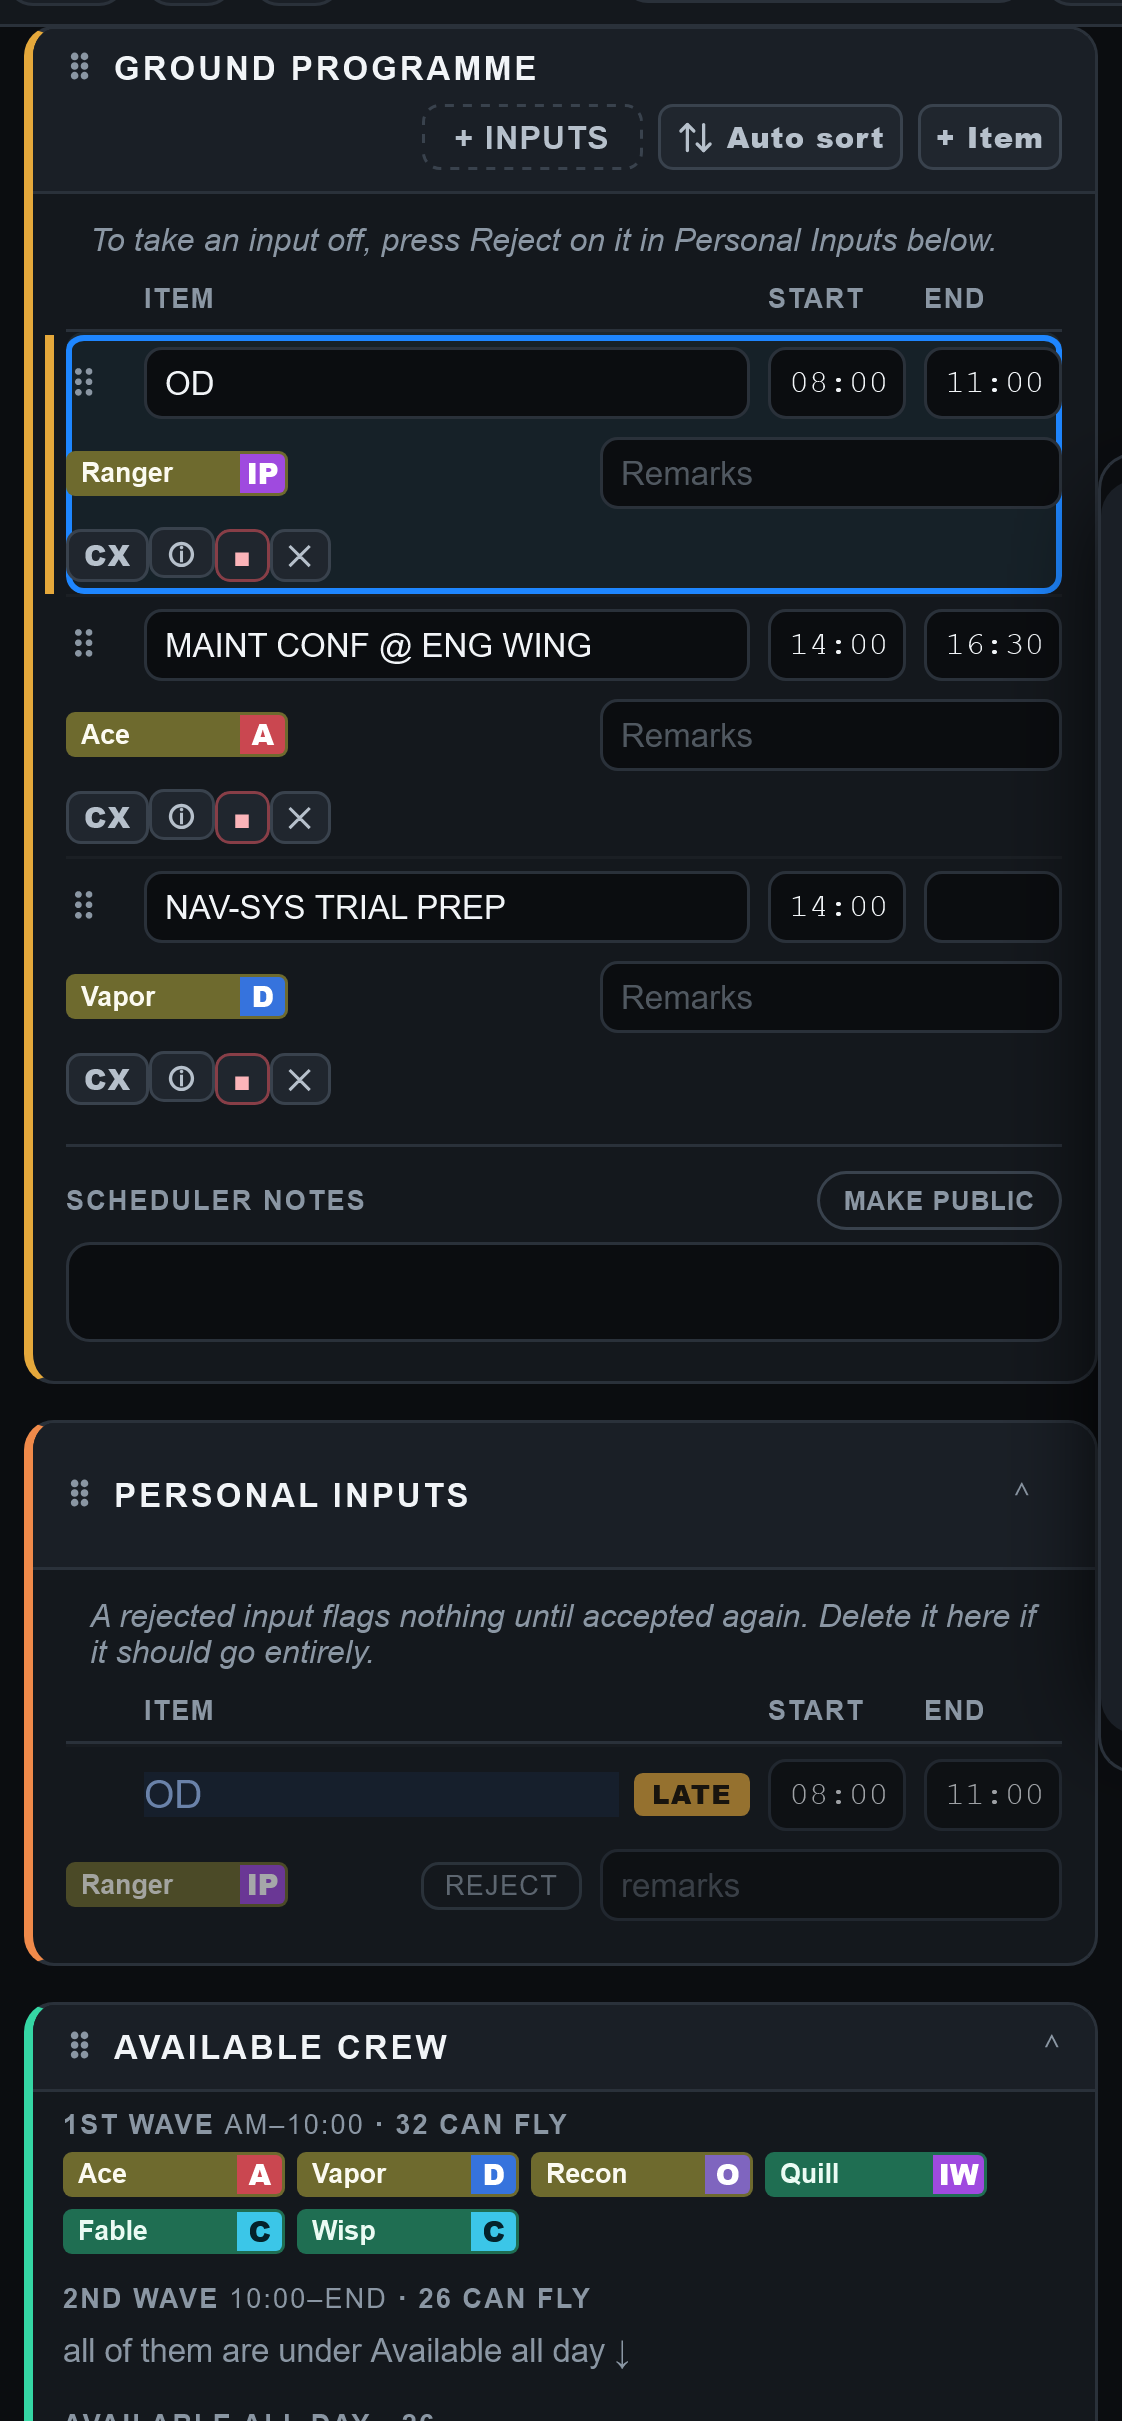 GROUND PROGRAMME
+ INPUTS Auto sort + Item
To take an input off, press Reject on it in Personal Inputs below.
ITEM START END
OD 08:00 11:00
Ranger IP Remarks
CX
MAINT CONF @ ENG WING 14:00 16:30
Ace A Remarks
CX
NAV-SYS TRIAL PREP 14:00
Vapor D Remarks
CX
SCHEDULER NOTES MAKE PUBLIC
PERSONAL INPUTS
A rejected input flags nothing until accepted again. Delete it here if
it should go entirely.
ITEM START END
OD LATE 08:00 11:00
Ranger IP REJECT remarks
AVAILABLE CREW
1ST WAVE AM–10:00 · 32 CAN FLY
Ace A Vapor D Recon O Quill IW
Fable C Wisp C
2ND WAVE 10:00–END · 26 CAN FLY
all of them are under Available all day ↓
AVAILABLE ALL DAY · 26